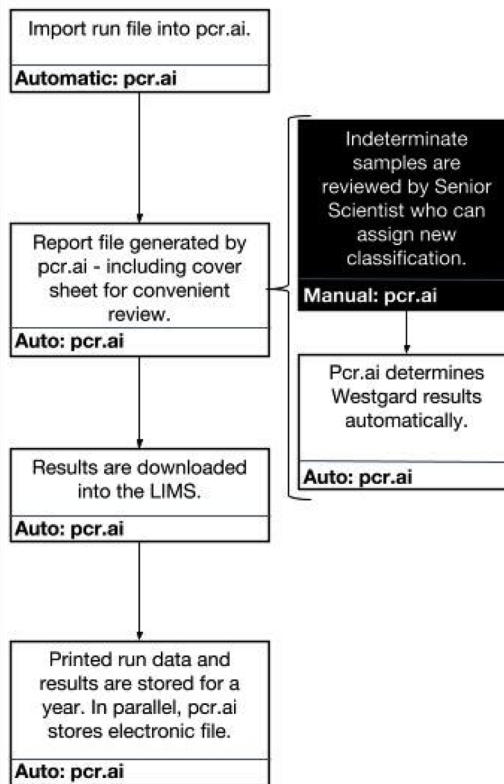 Import run file into pcr.ai.
Automatic: pcr.ai
Report file generated by
pcr.ai - including cover
sheet for convenient
review.
Auto: pcr.ai
Indeterminate
samples are
reviewed by Senior
Scientist who can
assign new
classification.
Manual: pcr.ai
Pcr.ai determines
Westgard results
automatically.
Auto: pcr.ai
Results are downloaded
into the LIMS.
Auto: pcr.ai
Printed run data and
results are stored for a
year. In parallel, pcr.ai
stores electronic file.
Auto: pcr.ai